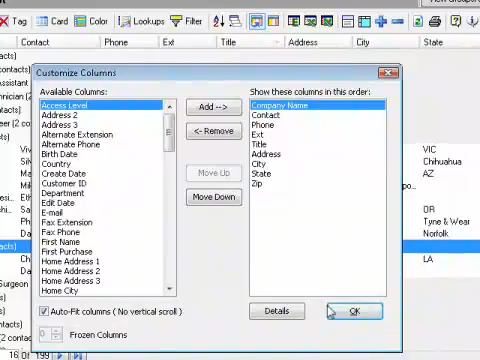 Tag
Card
Color
Lookups
Filter
Contact
Phone
Ext
Title
Address
City
State
Customize Columns
Available Columns:
Access Level
Address 2
Address 3
Alternate Extension
Alternate Phone
Birth Date
Country
Create Date
Customer ID
Department
Edit Date
E-mail
Fax Extension
Fax Phone
First Name
First Purchase
Home Address 1
Home Address 2
Home Address 3
Home City
Add -->
<-- Remove
Move Up
Move Down
Show these columns in this order:
Company Name
Contact
Phone
Ext
Title
Address
City
State
Zip
Details
OK
Auto-Fit columns ( No vertical scroll )
0
Frozen Columns
VIC
Chihuahua
AZ
OR
Tyne & Wear
Norfolk
LA
16 of 199